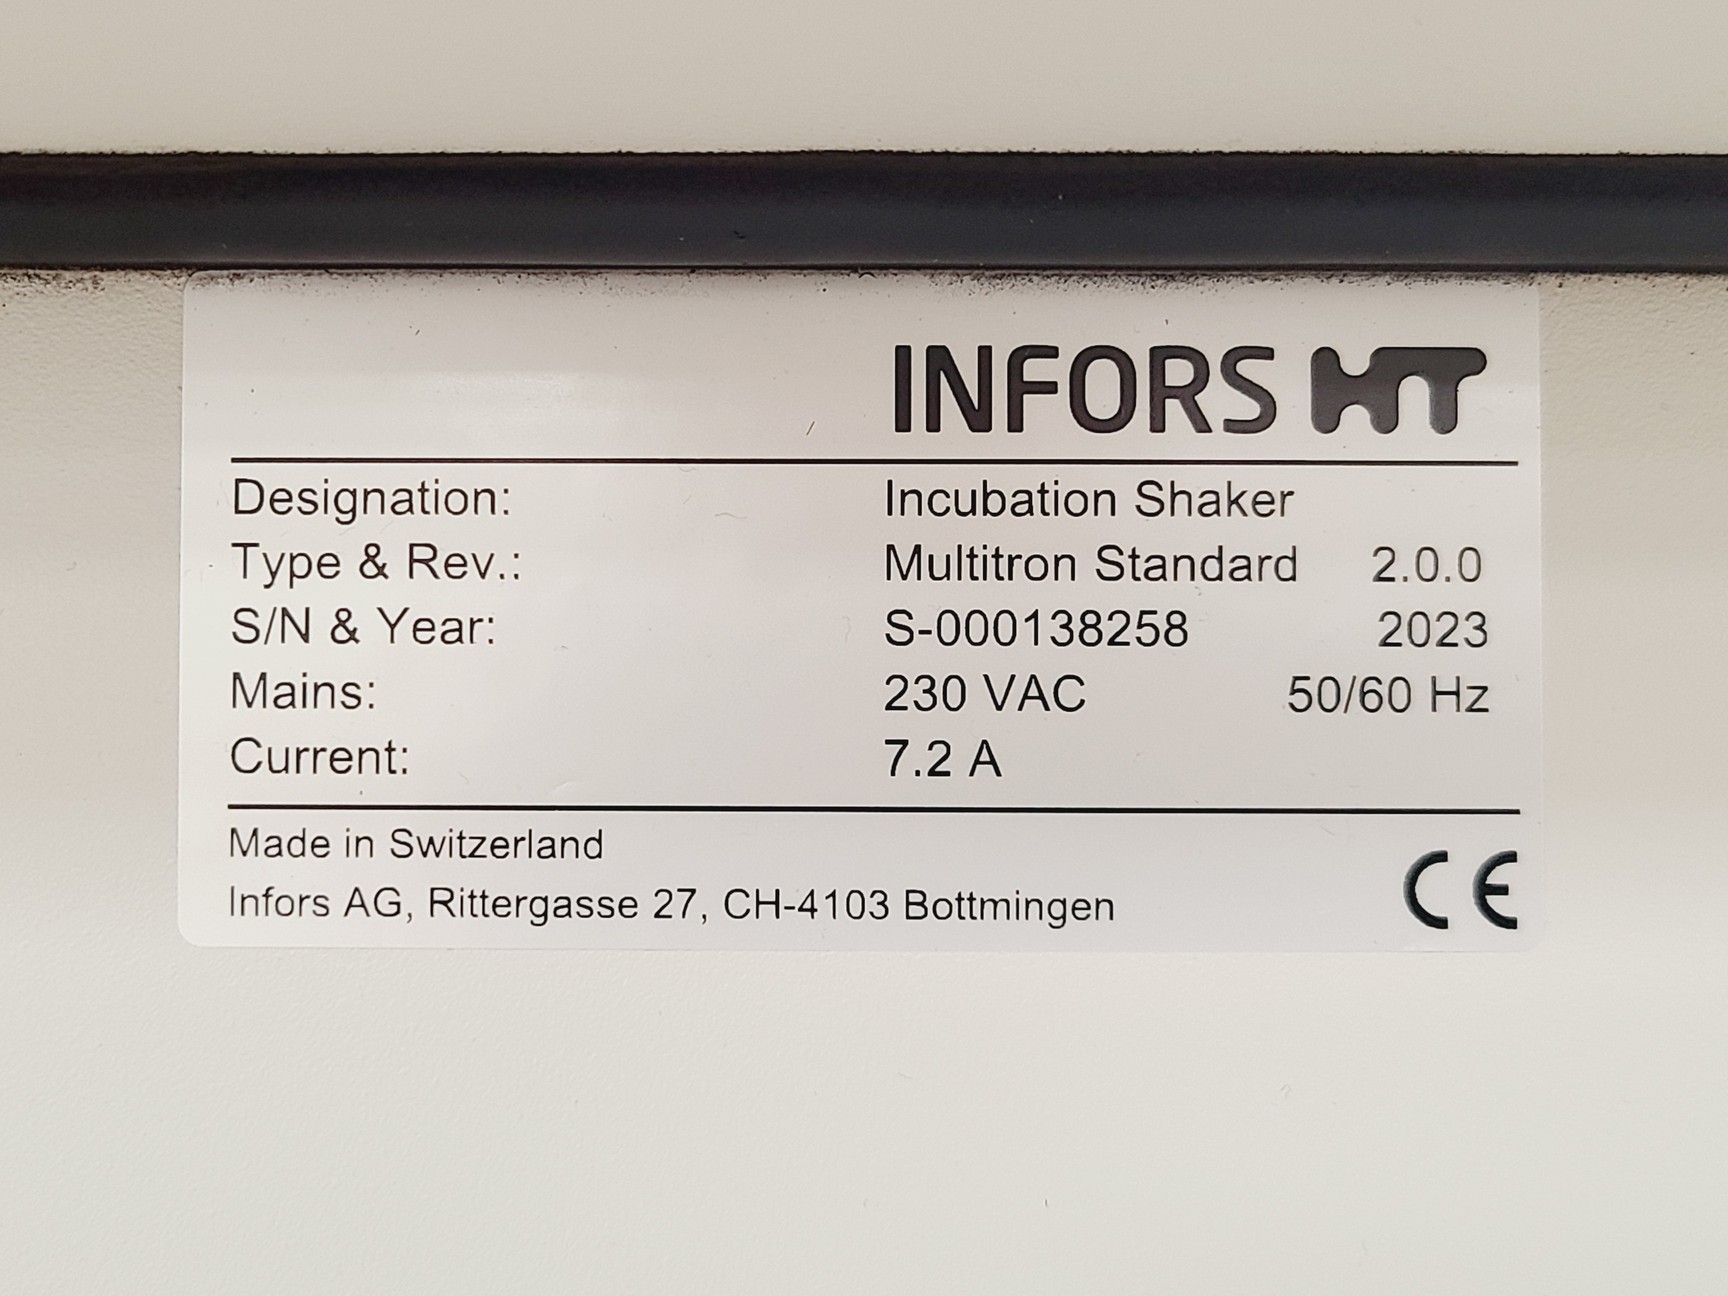 INFORS HT
Designation: Incubation Shaker
Type & Rev.: Multitron Standard 2.0.0
S/N & Year: S-000138258 2023
Mains: 230 VAC 50/60 Hz
Current: 7.2 A
Made in Switzerland
Infors AG, Rittergasse 27, CH-4103 Bottmingen
CE